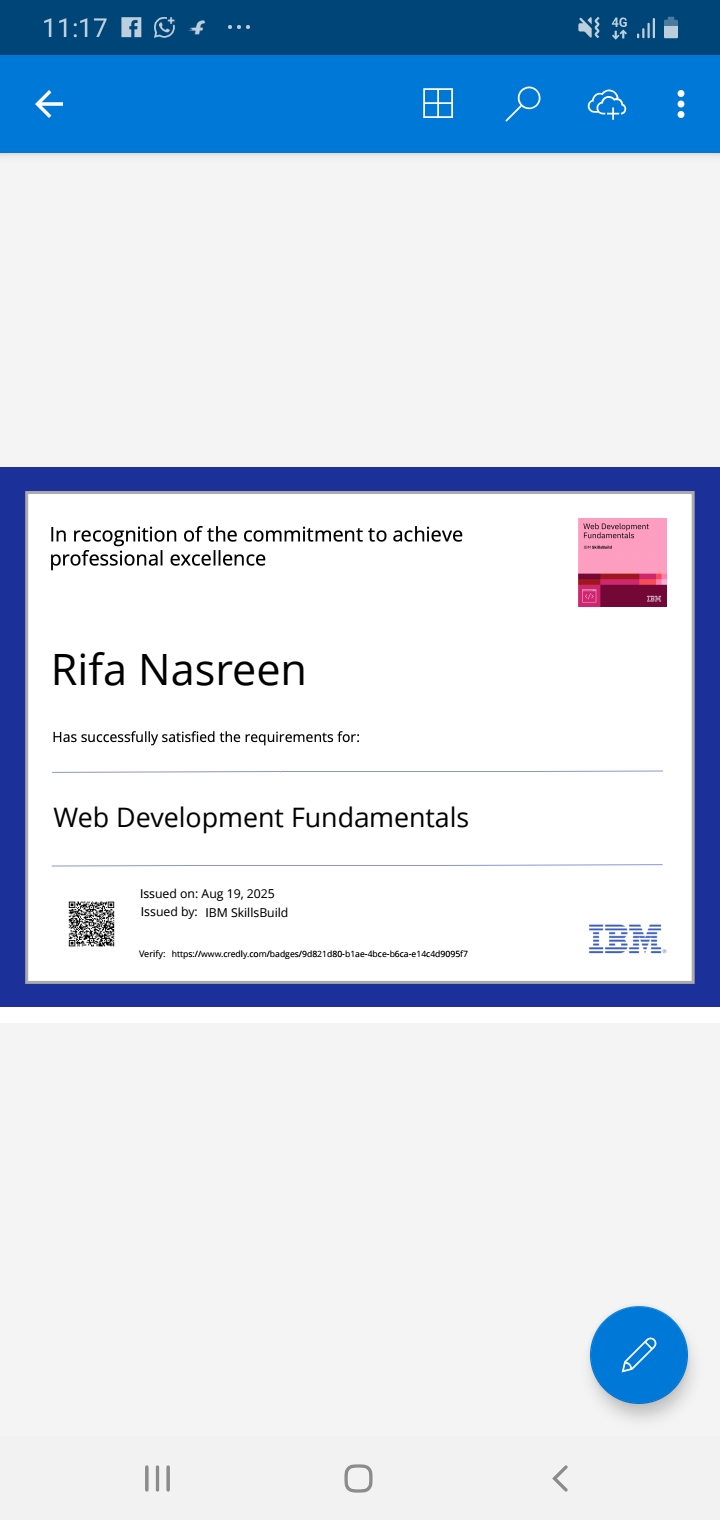 11:17
4G
In recognition of the commitment to achieve
professional excellence
Web Development
Fundamentals
IBM SkillsBuild
</>
IBM
Rifa Nasreen
Has successfully satisfied the requirements for:
Web Development Fundamentals
Issued on: Aug 19, 2025
Issued by: IBM SkillsBuild
Verify: https://www.credly.com/badges/9d821d80-b1ae-4bce-b6ca-e14c4d9095f7
IBM